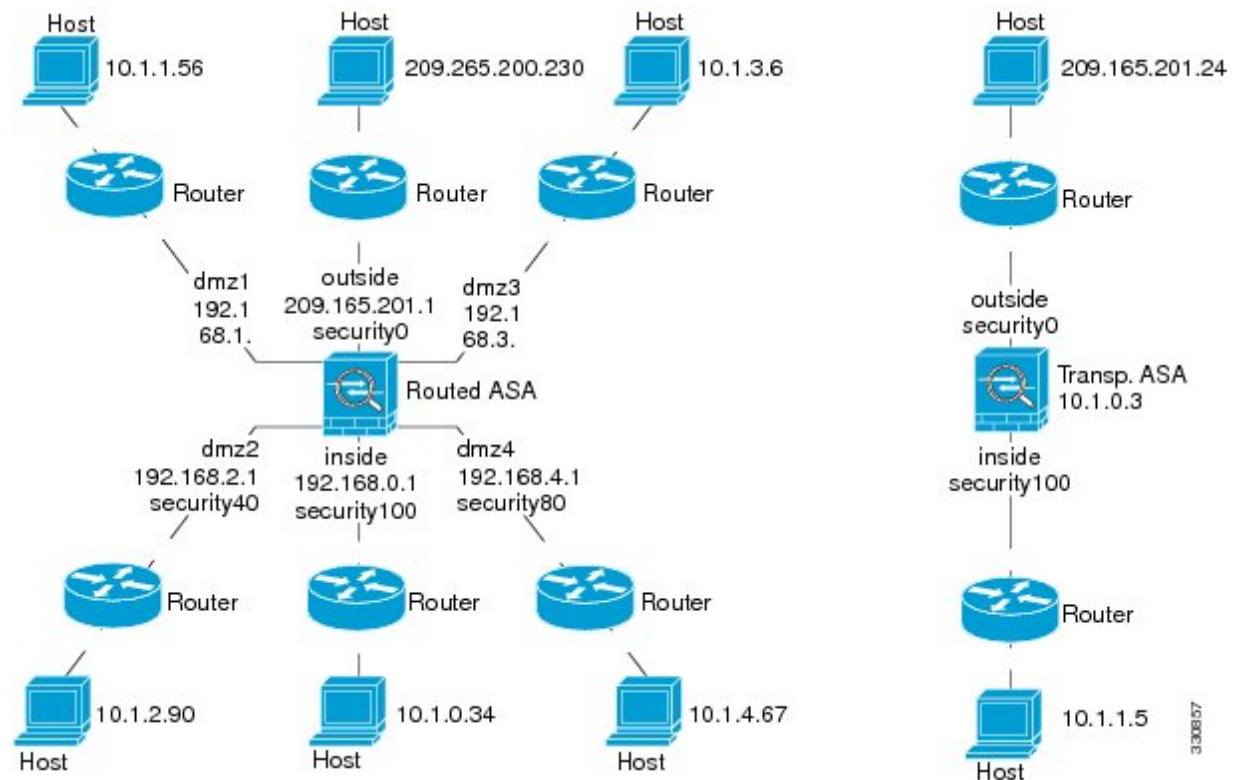 Host
10.1.1.56
Host
209.265.200.230
Host
10.1.3.6
Host
209.165.201.24
Router
Router
Router
Router
dmz1
192.1
68.1.
outside
209.165.201.1
security0
dmz3
192.1
68.3.
outside
security0
Routed ASA
Transp. ASA
10.1.0.3
dmz2
192.168.2.1
security40
inside
192.168.0.1
security100
dmz4
192.168.4.1
security80
inside
security100
Router
Router
Router
Router
10.1.2.90
Host
10.1.0.34
Host
10.1.4.67
Host
10.1.1.5
Host
330857